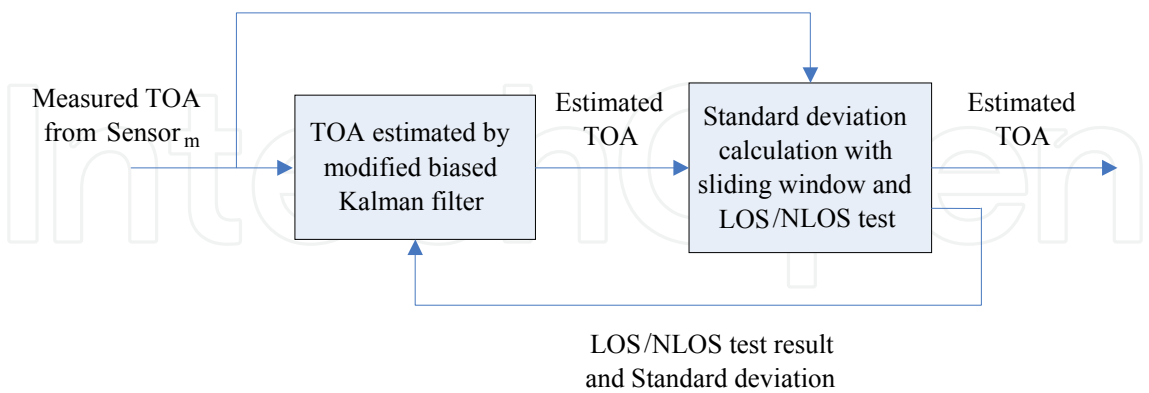 Measured TOA
from Sensor m
TOA estimated by
modified biased
Kalman filter
Estimated
TOA
Standard deviation
calculation with
sliding window and
LOS/NLOS test
Estimated
TOA
LOS/NLOS test result
and Standard deviation
IntechOpen